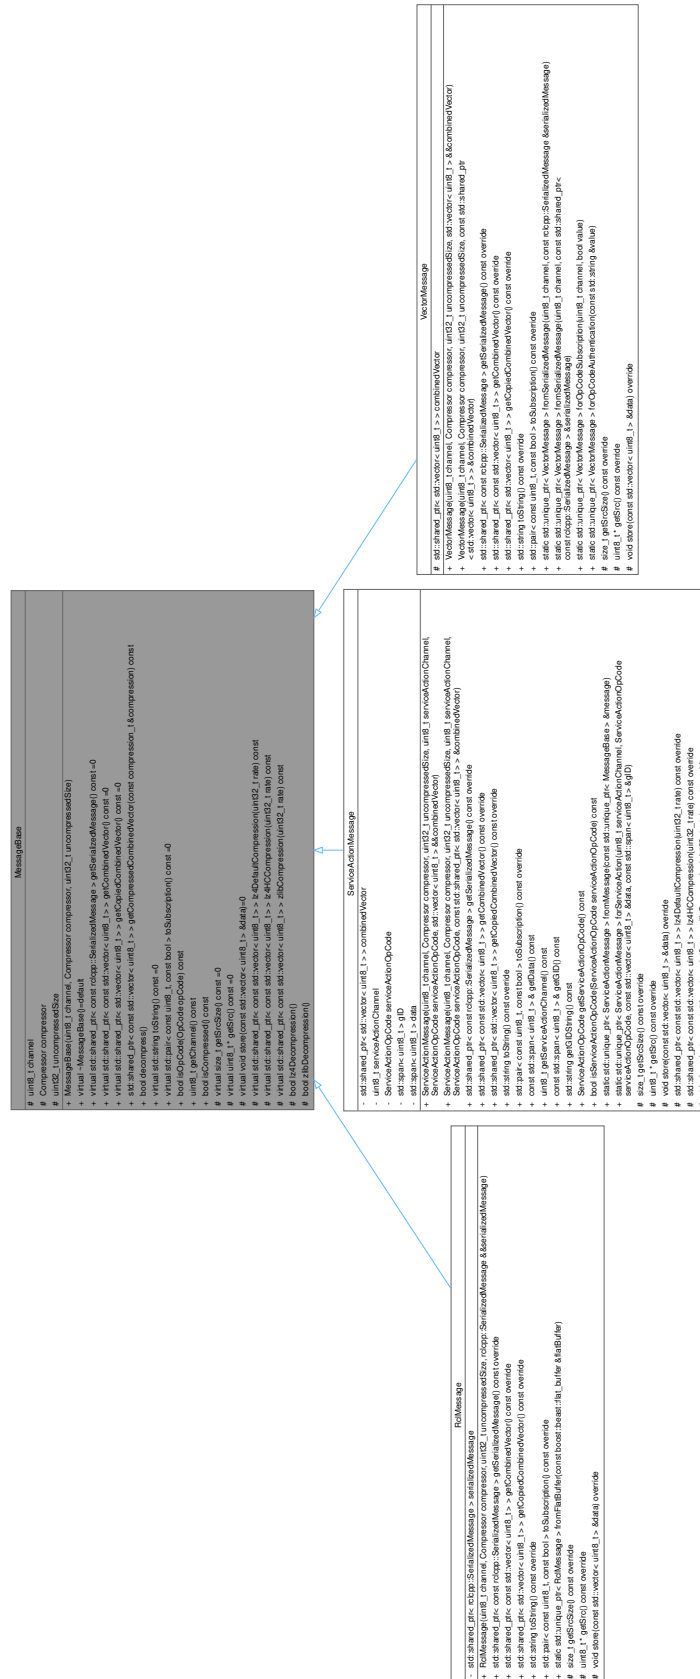 MessageBase
# uint8_t channel
# Compressor compressor
# uint32_t uncompressedSize
+ MessageBase(uint8_t channel, Compressor compressor, uint32_t uncompressedSize)
+ virtual ~MessageBase()=default
+ virtual std::shared_ptr< const rclcpp::SerializedMessage > getSerializedMessage() const =0
+ virtual std::shared_ptr< const std::vector< uint8_t > > getCombinedVector() const =0
+ virtual std::shared_ptr< std::vector< uint8_t > > getCopiedCombinedVector() const =0
+ std::shared_ptr< const std::vector< uint8_t > > getCompressedCombinedVector(const compression_t &compression) const
+ bool decompress()
+ virtual std::string toString() const =0
+ virtual std::pair< const uint8_t, const bool > toSubscription() const =0
+ bool isOpCode(OpCode opCode) const
+ uint8_t getChannel() const
+ bool isCompressed() const
# virtual size_t getSrcSize() const =0
# virtual uint8_t * getSrc() const =0
# virtual void store(const std::vector< uint8_t > &data)=0
# virtual std::shared_ptr< const std::vector< uint8_t > > lz4DefaultCompression(uint32_t rate) const
# virtual std::shared_ptr< const std::vector< uint8_t > > lz4HCCompression(uint32_t rate) const
# virtual std::shared_ptr< const std::vector< uint8_t > > zlibCompression(uint32_t rate) const
# bool lz4Decompression()
# bool zlibDecompression()
RclMessage
- std::shared_ptr< rclcpp::SerializedMessage > serializedMessage
+ RclMessage(uint8_t channel, Compressor compressor, uint32_t uncompressedSize, rclcpp::SerializedMessage &&serializedMessage)
+ std::shared_ptr< const rclcpp::SerializedMessage > getSerializedMessage() const override
+ std::shared_ptr< const std::vector< uint8_t > > getCombinedVector() const override
+ std::shared_ptr< std::vector< uint8_t > > getCopiedCombinedVector() const override
+ std::string toString() const override
+ std::pair< const uint8_t, const bool > toSubscription() const override
+ static std::unique_ptr< RclMessage > fromFlatBuffer(const boost::beast::flat_buffer &flatBuffer)
# size_t getSrcSize() const override
# uint8_t * getSrc() const override
# void store(const std::vector< uint8_t > &data) override
ServiceActionMessage
- std::shared_ptr< std::vector< uint8_t > > combinedVector
- uint8_t serviceActionChannel
- ServiceActionOpCode serviceActionOpCode
- std::span< uint8_t > gID
- std::span< uint8_t > data
+ ServiceActionMessage(uint8_t channel, Compressor compressor, uint32_t uncompressedSize, uint8_t serviceActionChannel,
ServiceActionOpCode serviceActionOpCode, std::vector< uint8_t > &&combinedVector)
+ ServiceActionMessage(uint8_t channel, Compressor compressor, uint32_t uncompressedSize, uint8_t serviceActionChannel,
ServiceActionOpCode serviceActionOpCode, const std::shared_ptr< std::vector< uint8_t > > &combinedVector)
+ std::shared_ptr< const rclcpp::SerializedMessage > getSerializedMessage() const override
+ std::shared_ptr< const std::vector< uint8_t > > getCombinedVector() const override
+ std::shared_ptr< std::vector< uint8_t > > getCopiedCombinedVector() const override
+ std::string toString() const override
+ std::pair< const uint8_t, const bool > toSubscription() const override
+ const std::span< uint8_t > & getData() const
+ uint8_t getServiceActionChannel() const
+ const std::span< uint8_t > & getGID() const
+ std::string getGIDString() const
+ ServiceActionOpCode getServiceActionOpCode() const
+ bool isServiceActionOpCode(ServiceActionOpCode serviceActionOpCode) const
+ static std::unique_ptr< ServiceActionMessage > fromMessage(const std::unique_ptr< MessageBase > &message)
+ static std::unique_ptr< ServiceActionMessage > forServiceAction(uint8_t serviceActionChannel, ServiceActionOpCode
serviceActionOpCode, const std::vector< uint8_t > &data, const std::span< uint8_t > &gID)
# size_t getSrcSize() const override
# uint8_t * getSrc() const override
# void store(const std::vector< uint8_t > &data) override
# std::shared_ptr< const std::vector< uint8_t > > lz4DefaultCompression(uint32_t rate) const override
# std::shared_ptr< const std::vector< uint8_t > > lz4HCCompression(uint32_t rate) const override
VectorMessage
# std::shared_ptr< std::vector< uint8_t > > combinedVector
+ VectorMessage(uint8_t channel, Compressor compressor, uint32_t uncompressedSize, std::vector< uint8_t > &&combinedVector)
+ VectorMessage(uint8_t channel, Compressor compressor, uint32_t uncompressedSize, const std::shared_ptr
< std::vector< uint8_t > > &combinedVector)
+ std::shared_ptr< const rclcpp::SerializedMessage > getSerializedMessage() const override
+ std::shared_ptr< const std::vector< uint8_t > > getCombinedVector() const override
+ std::shared_ptr< std::vector< uint8_t > > getCopiedCombinedVector() const override
+ std::string toString() const override
+ std::pair< const uint8_t, const bool > toSubscription() const override
+ static std::unique_ptr< VectorMessage > fromSerializedMessage(uint8_t channel, const rclcpp::SerializedMessage &serializedMessage)
+ static std::unique_ptr< VectorMessage > fromSerializedMessage(uint8_t channel, const std::shared_ptr<
const rclcpp::SerializedMessage > &serializedMessage)
+ static std::unique_ptr< VectorMessage > forOpCodeSubscription(uint8_t channel, bool value)
+ static std::unique_ptr< VectorMessage > forOpCodeAuthentication(const std::string &value)
# size_t getSrcSize() const override
# uint8_t * getSrc() const override
# void store(const std::vector< uint8_t > &data) override